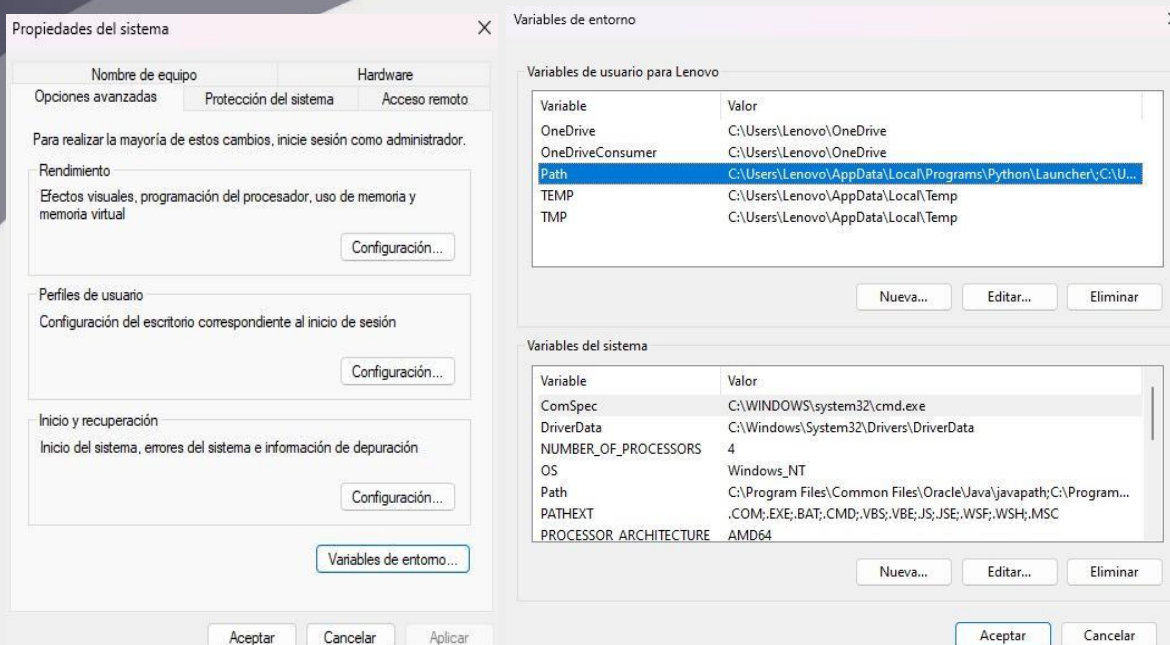 Propiedades del sistema
Nombre de equipo Hardware
Opciones avanzadas Protección del sistema Acceso remoto
Para realizar la mayoría de estos cambios, inicie sesión como administrador.
Rendimiento
Efectos visuales, programación del procesador, uso de memoria y
memoria virtual
Configuración...
Perfiles de usuario
Configuración del escritorio correspondiente al inicio de sesión
Configuración...
Inicio y recuperación
Inicio del sistema, errores del sistema e información de depuración
Configuración...
Variables de entorno...
Aceptar Cancelar Aplicar
Variables de entorno
Variables de usuario para Lenovo
Variable Valor
OneDrive C:\Users\Lenovo\OneDrive
OneDriveConsumer C:\Users\Lenovo\OneDrive
Path C:\Users\Lenovo\AppData\Local\Programs\Python\Launcher\;C:\U...
TEMP C:\Users\Lenovo\AppData\Local\Temp
TMP C:\Users\Lenovo\AppData\Local\Temp
Nueva... Editar... Eliminar
Variables del sistema
Variable Valor
ComSpec C:\WINDOWS\system32\cmd.exe
DriverData C:\Windows\System32\Drivers\DriverData
NUMBER_OF_PROCESSORS 4
OS Windows_NT
Path C:\Program Files\Common Files\Oracle\Java\javapath;C:\Program...
PATHEXT .COM;.EXE;.BAT;.CMD;.VBS;.VBE;.JS;.JSE;.WSF;.WSH;.MSC
PROCESSOR_ARCHITECTURE AMD64
Nueva... Editar... Eliminar
Aceptar Cancelar